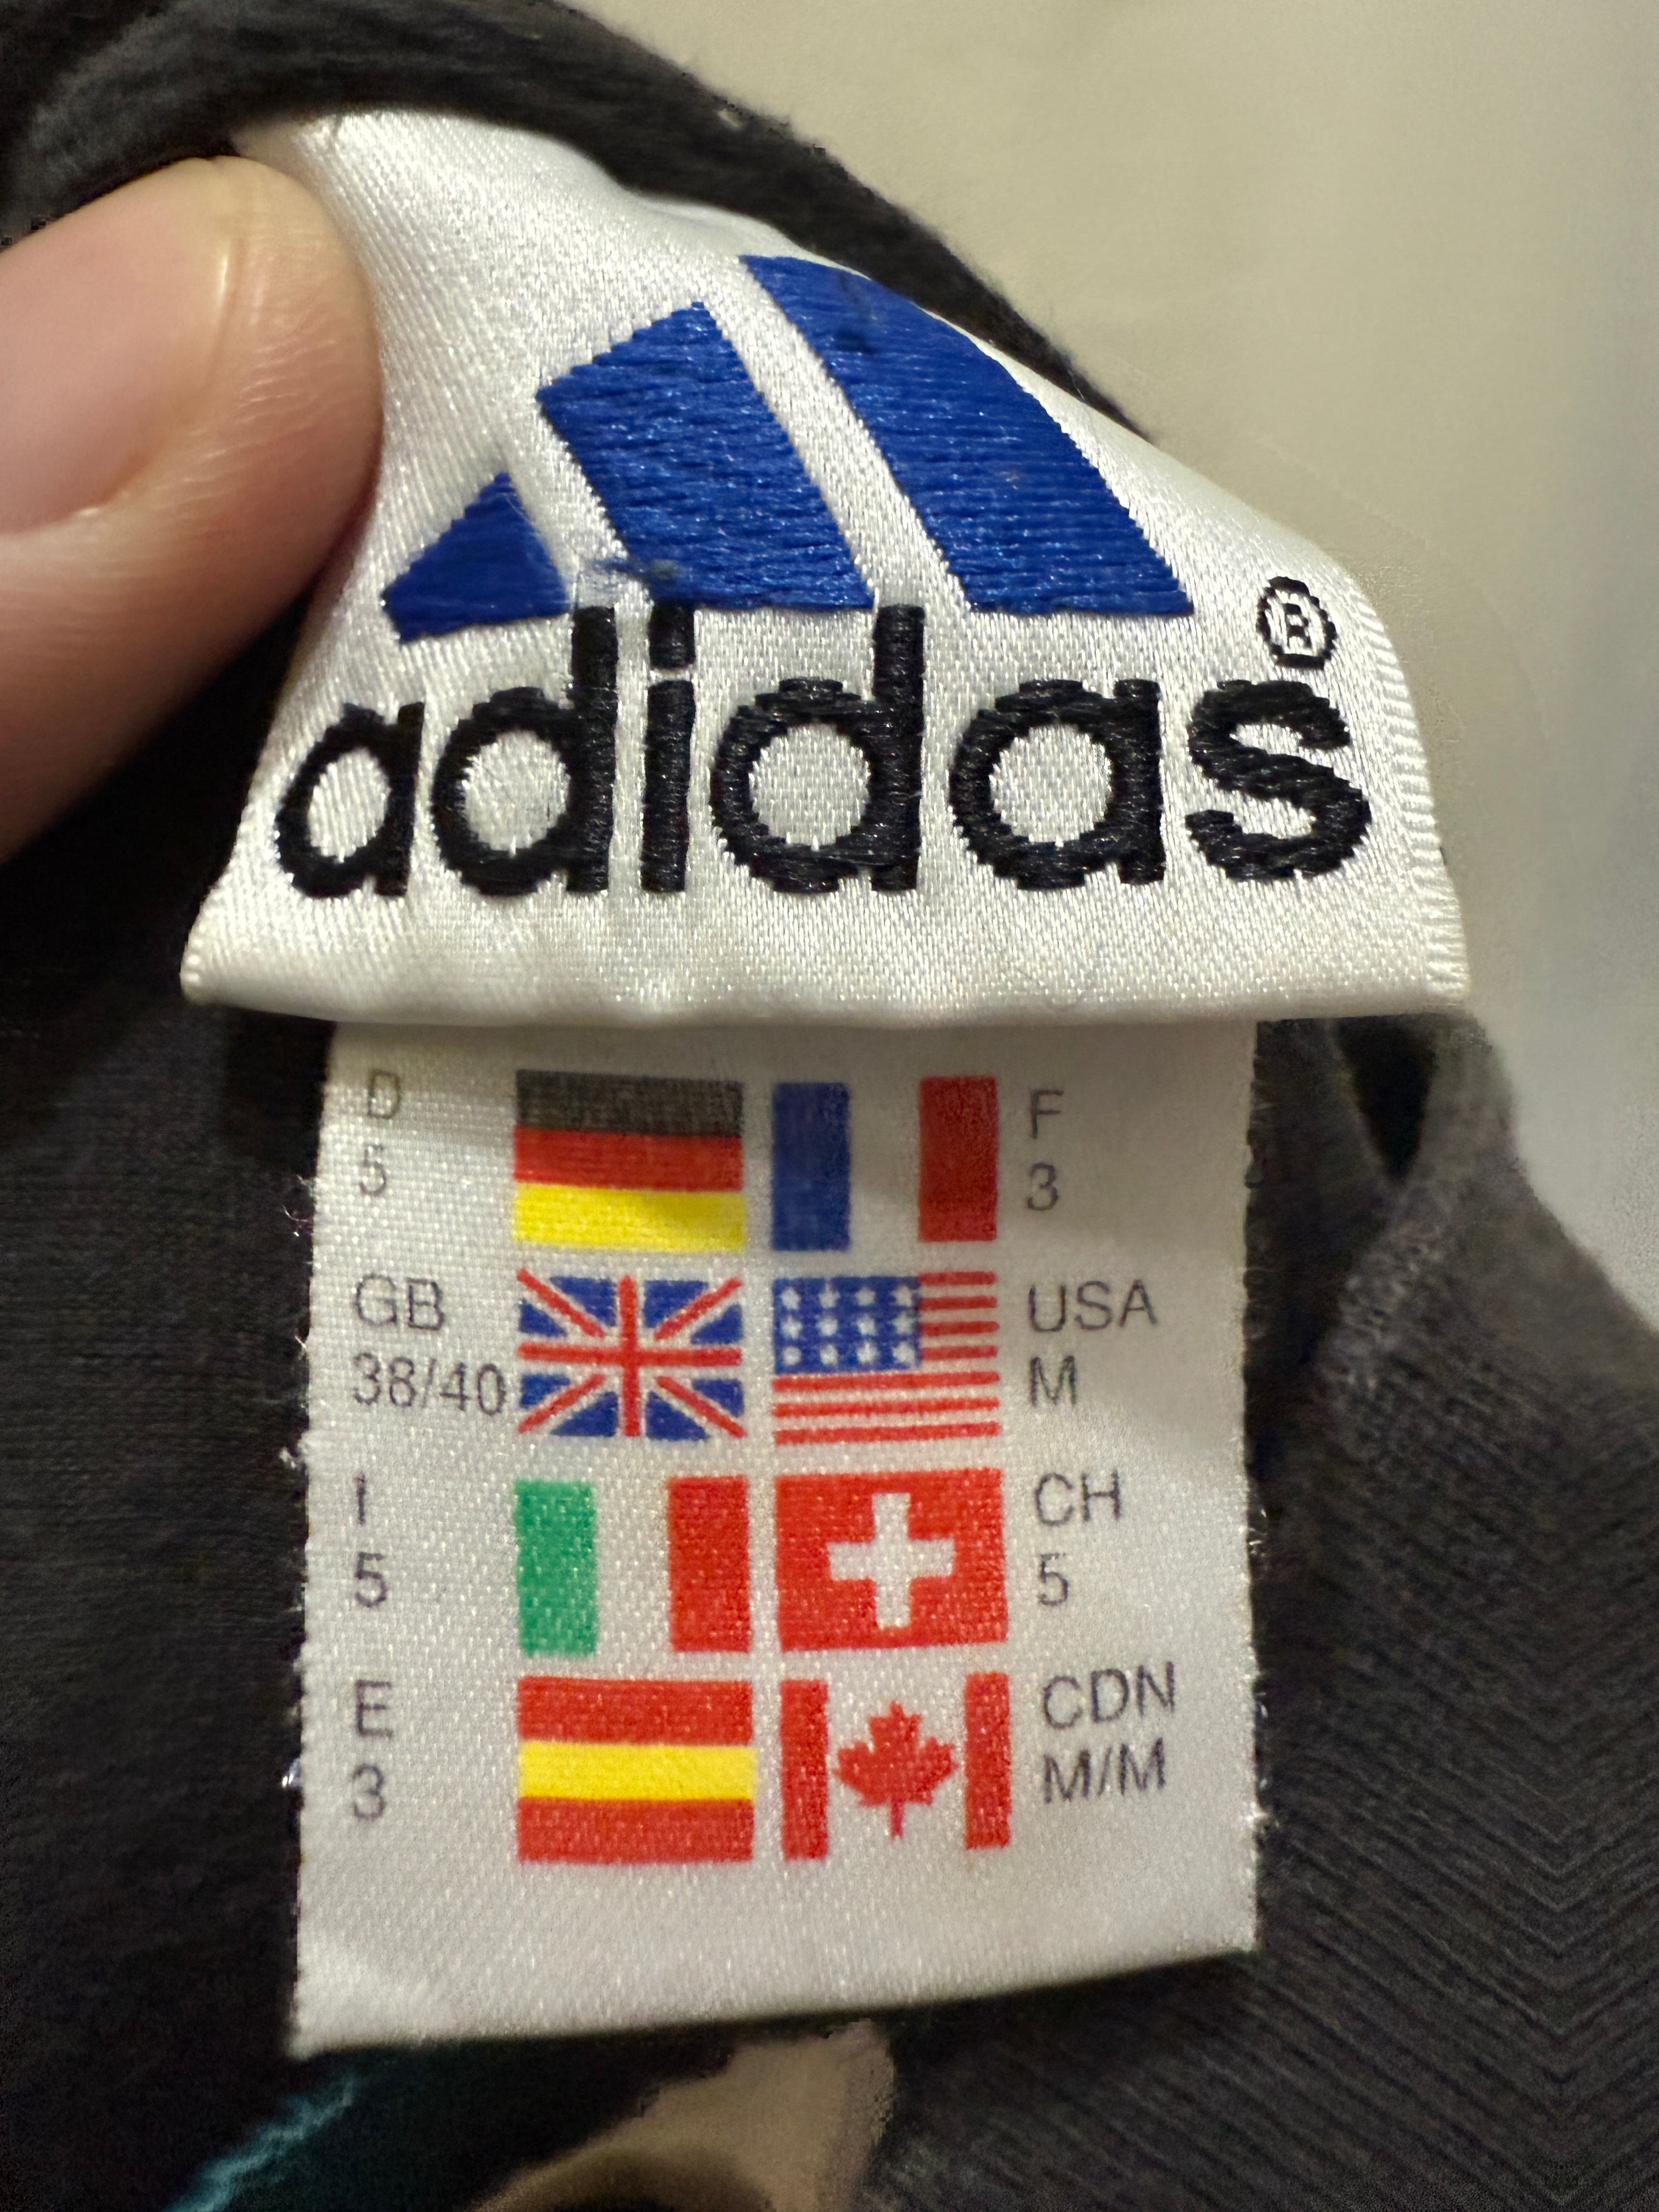 adidas®
D F
5 3
GB USA
38/40 M
I CH
5 5
E CDN
3 M/M